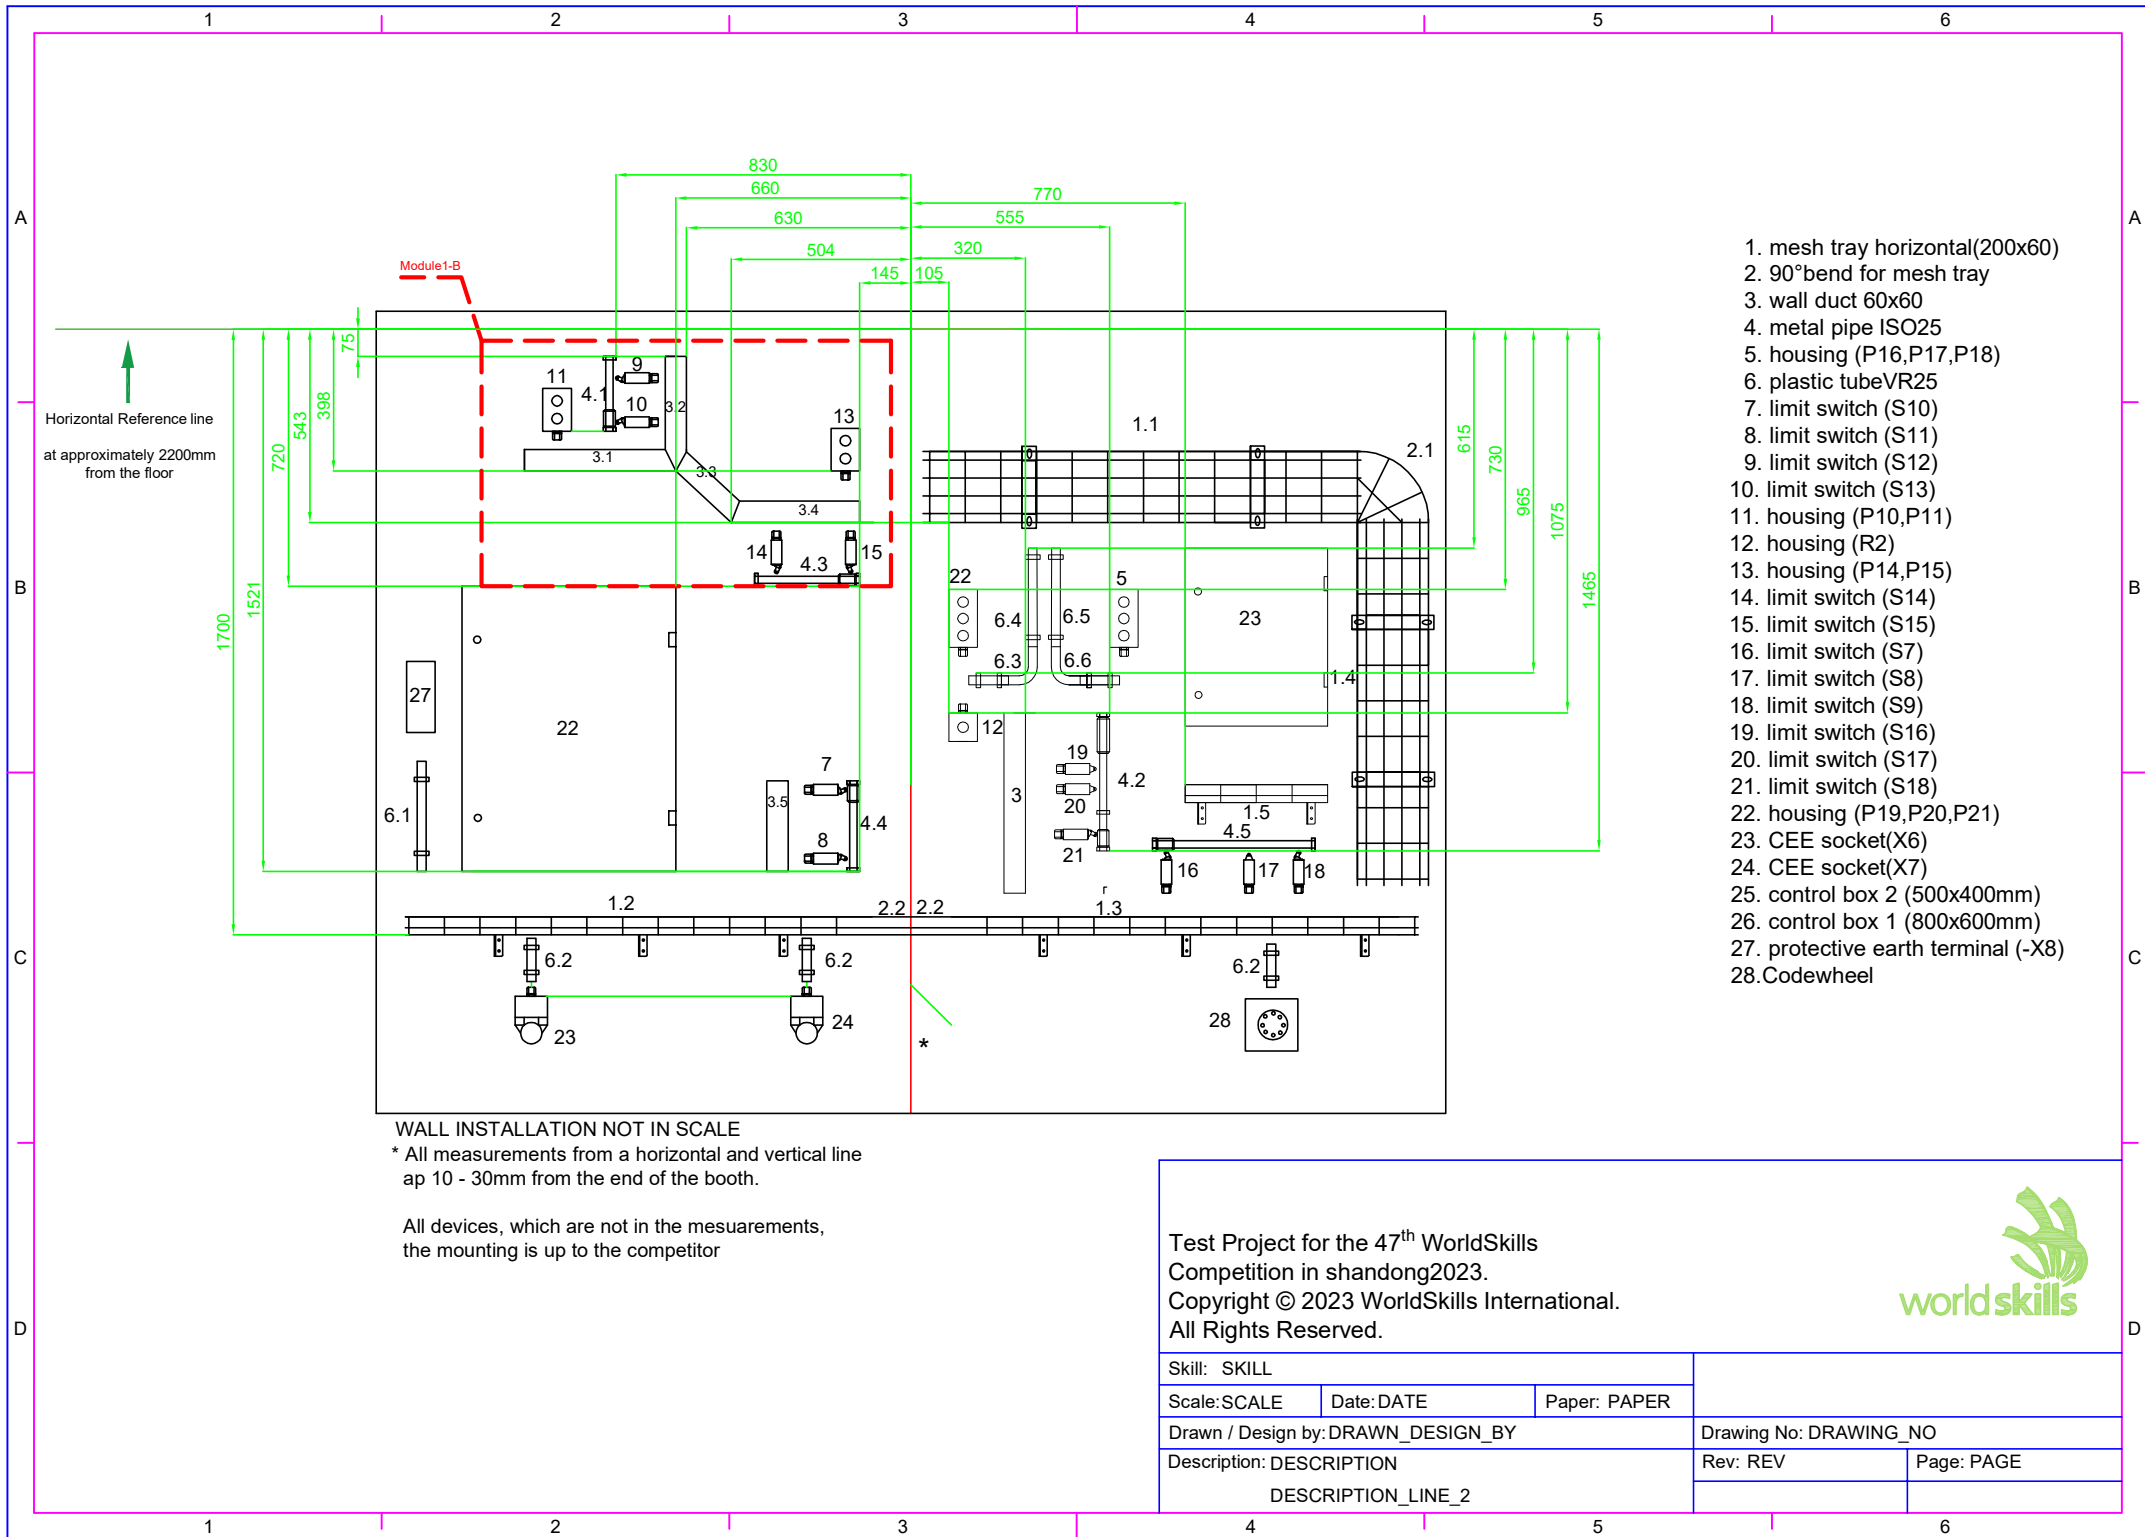 1 2 3 4 5 6
A
A
B
B
C
C
D
D
830
660
630
504
145
105
320
555
770
75
398
543
720
1521
1700
615
730
965
1075
1465
Module1-B
Horizontal Reference line
at approximately 2200mm
from the floor
11
4.1
9
10
3.2
13
3.1
3.3
3.4
14
15
4.3
1.1
2.1
22
5
6.4
6.5
23
6.3
6.6
1.4
27
22
12
7
3.5
4.4
8
6.1
3
19
20
4.2
21
1.5
4.5
16
17
18
r
1.2
2.2
2.2
1.3
6.2
6.2
6.2
23
24
28
*
1. mesh tray horizontal(200x60)
2. 90°bend for mesh tray
3. wall duct 60x60
4. metal pipe ISO25
5. housing (P16,P17,P18)
6. plastic tubeVR25
7. limit switch (S10)
8. limit switch (S11)
9. limit switch (S12)
10. limit switch (S13)
11. housing (P10,P11)
12. housing (R2)
13. housing (P14,P15)
14. limit switch (S14)
15. limit switch (S15)
16. limit switch (S7)
17. limit switch (S8)
18. limit switch (S9)
19. limit switch (S16)
20. limit switch (S17)
21. limit switch (S18)
22. housing (P19,P20,P21)
23. CEE socket(X6)
24. CEE socket(X7)
25. control box 2 (500x400mm)
26. control box 1 (800x600mm)
27. protective earth terminal (-X8)
28.Codewheel
WALL INSTALLATION NOT IN SCALE
* All measurements from a horizontal and vertical line
ap 10 - 30mm from the end of the booth.
All devices, which are not in the mesuarements,
the mounting is up to the competitor
Test Project for the 47th WorldSkills
Competition in shandong2023.
Copyright © 2023 WorldSkills International.
All Rights Reserved.
worldskills
Skill: SKILL
Scale:SCALE Date:DATE Paper: PAPER
Drawn / Design by:DRAWN_DESIGN_BY Drawing No: DRAWING_NO
Description: DESCRIPTION Rev: REV Page: PAGE
DESCRIPTION_LINE_2
1 2 3 4 5 6